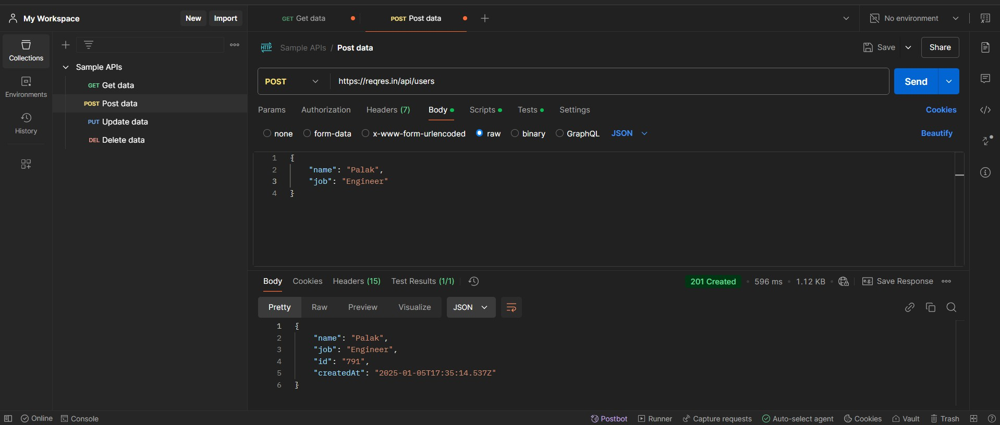 My Workspace
New
Import
GET Get data
POST Post data
No environment
Collections
Environments
History
Sample APIs
GET Get data
POST Post data
PUT Update data
DEL Delete data
HTTP
Sample APIs / Post data
Save
Share
POST
https://reqres.in/api/users
Send
Params
Authorization
Headers (7)
Body
Scripts
Tests
Settings
Cookies
none
form-data
x-www-form-urlencoded
raw
binary
GraphQL
JSON
Beautify
1 {
2 "name": "Palak",
3 "job": "Engineer"
4 }
Body
Cookies
Headers (15)
Test Results (1/1)
201 Created
596 ms
1.12 KB
e.g.
Save Response
Pretty
Raw
Preview
Visualize
JSON
1 {
2 "name": "Palak",
3 "job": "Engineer",
4 "id": "791",
5 "createdAt": "2025-01-05T17:35:14.537Z"
6 }
Online
Console
Postbot
Runner
Capture requests
Auto-select agent
Cookies
Vault
Trash